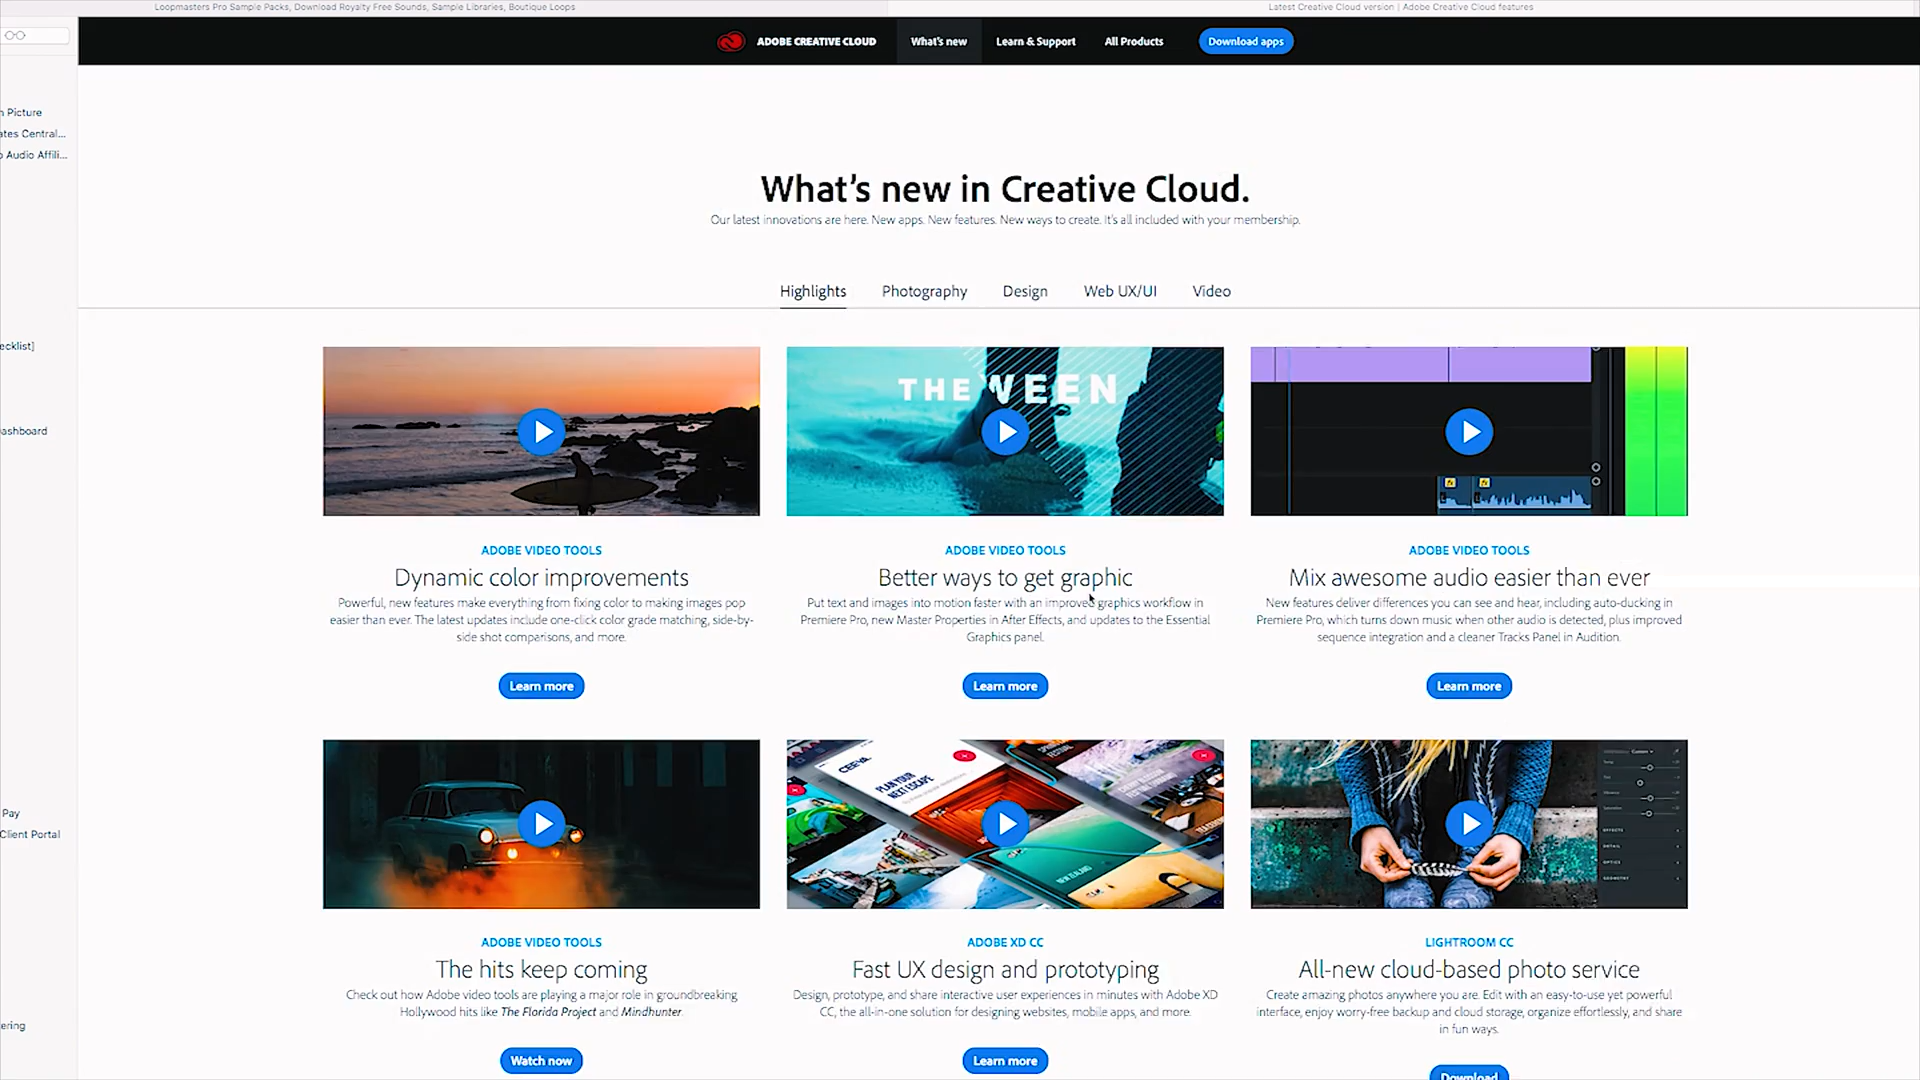 Loopmasters Pro Sample Packs, Download Royalty Free Sounds, Sample Libraries, Boutique Loops
Latest Creative Cloud version | Adobe Creative Cloud features
ADOBE CREATIVE CLOUD
What's new
Learn & Support
All Products
Download apps
n Picture
ates Central...
o Audio Affili...
ecklist]
ashboard
Pay
Client Portal
ering
What's new in Creative Cloud.
Our latest innovations are here. New apps. New features. New ways to create. It's all included with your membership.
Highlights
Photography
Design
Web UX/UI
Video
THE VEEN
ADOBE VIDEO TOOLS
Dynamic color improvements
Powerful, new features make everything from fixing color to making images pop
easier than ever. The latest updates include one-click color grade matching, side-by-
side shot comparisons, and more.
Learn more
ADOBE VIDEO TOOLS
Better ways to get graphic
Put text and images into motion faster with an improved graphics workflow in
Premiere Pro, new Master Properties in After Effects, and updates to the Essential
Graphics panel.
Learn more
ADOBE VIDEO TOOLS
Mix awesome audio easier than ever
New features deliver differences you can see and hear, including auto-ducking in
Premiere Pro, which turns down music when other audio is detected, plus improved
sequence integration and a cleaner Tracks Panel in Audition.
Learn more
CEEVA
PLAN YOUR
NEXT ESCAPE
NEW ZEALAND
EFFECTS
DETAIL
OPTICS
GEOMETRY
ADOBE VIDEO TOOLS
The hits keep coming
Check out how Adobe video tools are playing a major role in groundbreaking
Hollywood hits like The Florida Project and Mindhunter.
Watch now
ADOBE XD CC
Fast UX design and prototyping
Design, prototype, and share interactive user experiences in minutes with Adobe XD
CC, the all-in-one solution for designing websites, mobile apps, and more.
Learn more
LIGHTROOM CC
All-new cloud-based photo service
Create amazing photos anywhere you are. Edit with an easy-to-use yet powerful
interface, enjoy worry-free backup and cloud storage, organize effortlessly, and share
in fun ways.
Download